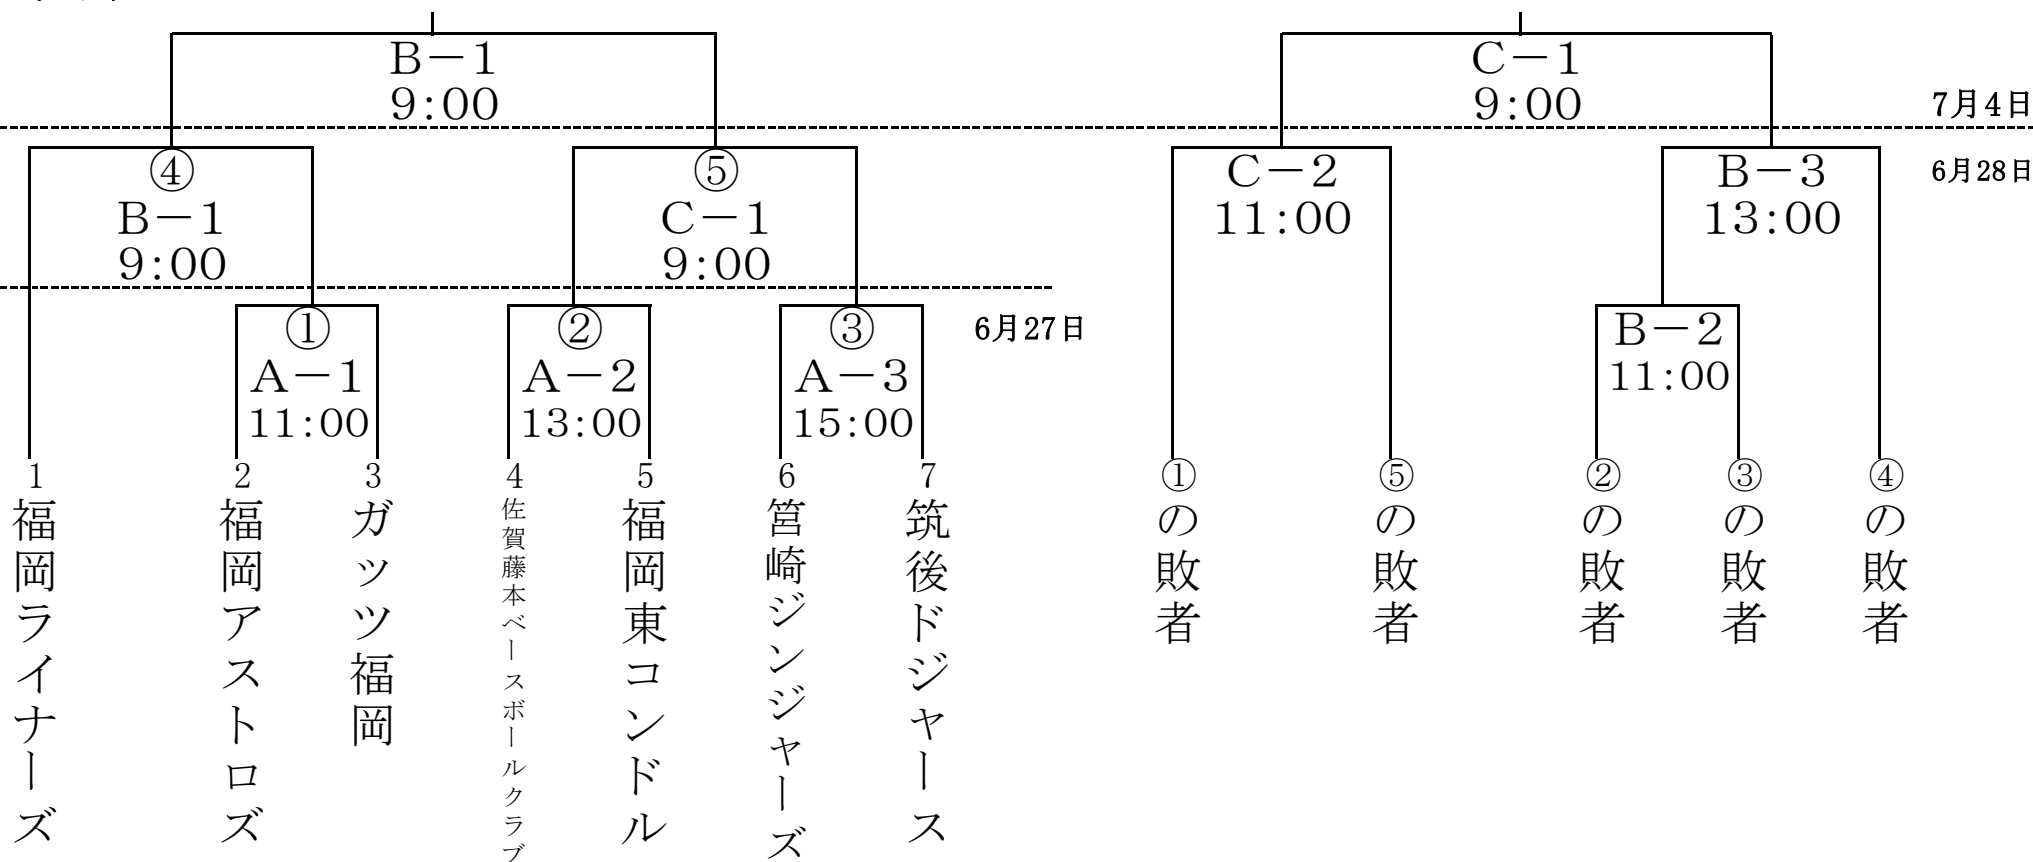 B-1
9:00
C-1
9:00
7月4日
④
B-1
9:00
⑤
C-1
9:00
C-2
11:00
B-3
13:00
6月28日
①
A-1
11:00
②
A-2
13:00
③
A-3
15:00
6月27日
B-2
11:00
1
福岡ライナーズ
2
福岡アストロズ
3
ガッツ福岡
4
佐賀藤本ベースボールクラブ
5
福岡東コンドル
6
筥崎ジンジャーズ
7
筑後ドジャース
①の敗者
⑤の敗者
②の敗者
③の敗者
④の敗者